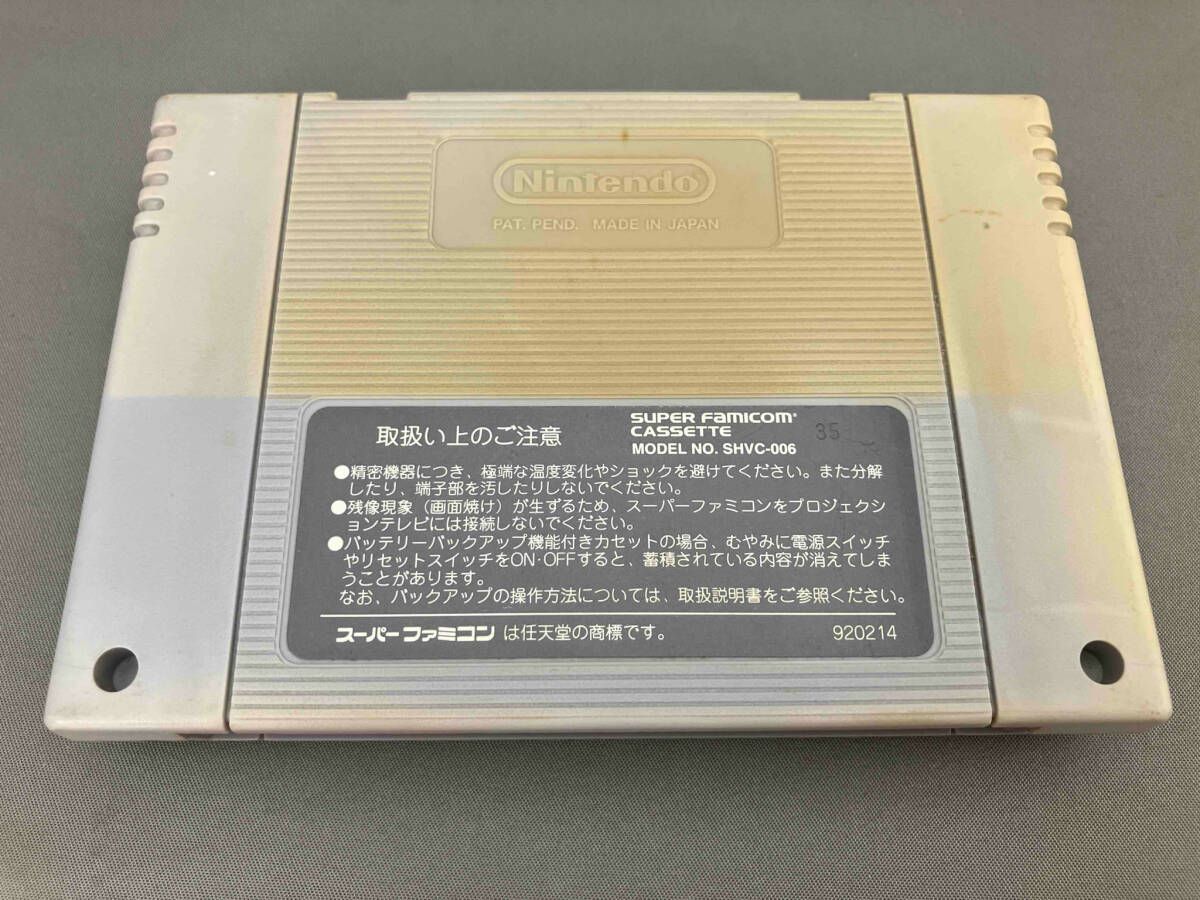 Nintendo
PAT. PEND. MADE IN JAPAN
取扱い上のご注意
SUPER FAMICOM
CASSETTE
MODEL NO. SHVC-006
35
●精密機器につき、極端な温度変化やショックを避けてください。また分解
したり、端子部を汚したりしないでください。
●残像現象（画面焼け）が生ずるため、スーパーファミコンをプロジェクシ
ョンテレビには接続しないでください。
●バッテリーバックアップ機能付きカセットの場合、むやみに電源スイッチ
やリセットスイッチをON・OFFすると、蓄積されている内容が消えてしま
うことがあります。
なお、バックアップの操作方法については、取扱説明書をご参照ください。
スーパーファミコン は任天堂の商標です。
920214